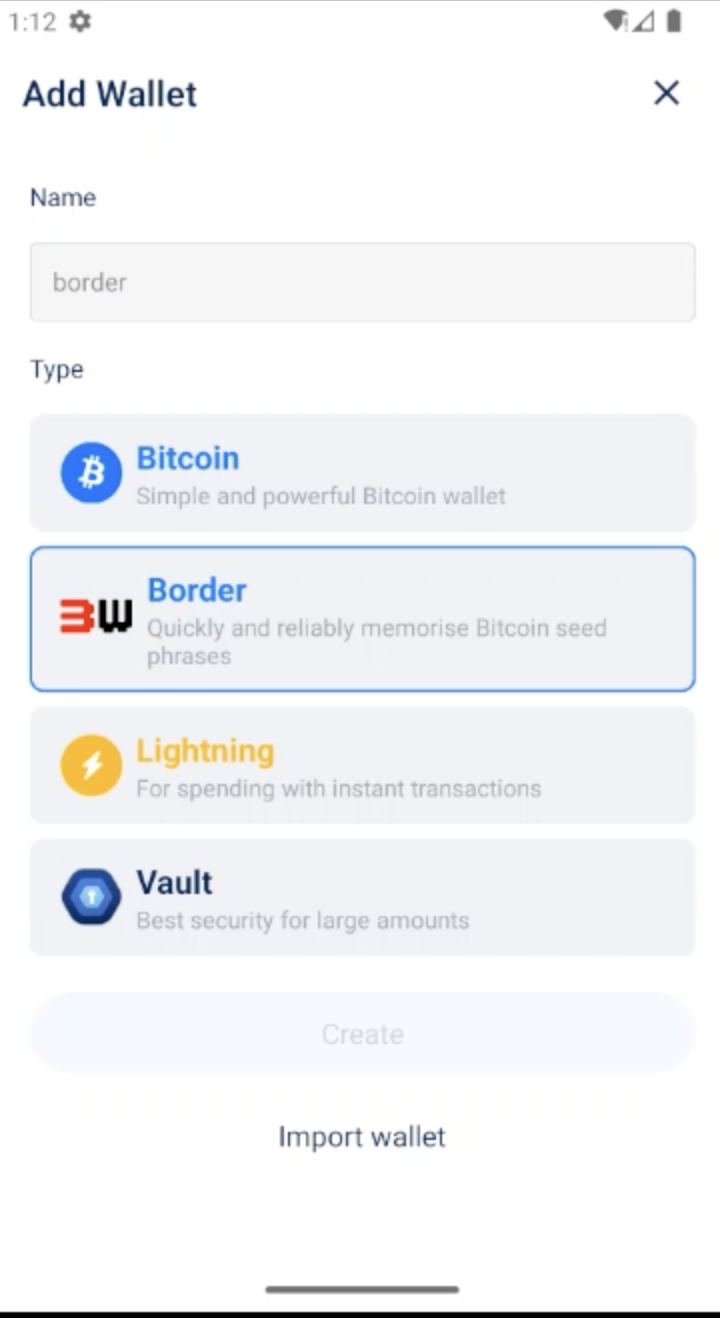 1:12
Add Wallet
Name
border
Type
Bitcoin
Simple and powerful Bitcoin wallet
BW
Border
Quickly and reliably memorise Bitcoin seed
phrases
Lightning
For spending with instant transactions
Vault
Best security for large amounts
Create
Import wallet